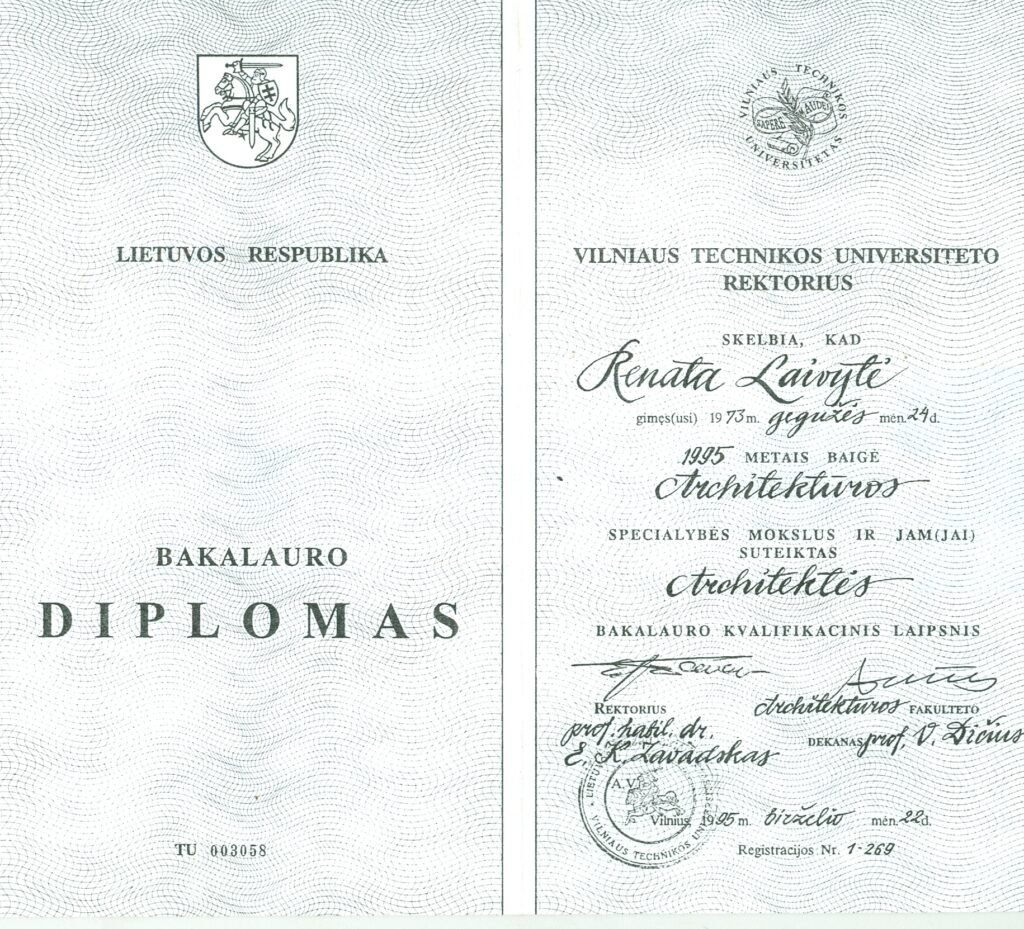 LIETUVOS RESPUBLIKA
BAKALAURO
DIPLOMAS
TU 003058
VILNIAUS TECHNIKOS
UNIVERSITETAS
SAPERE AUDE
VILNIAUS TECHNIKOS UNIVERSITETO
REKTORIUS
SKELBIA, KAD
Renata Laivytė
gimęs(usi) 1973 m. gegužės mėn. 24 d.
1995 METAIS BAIGĖ
Architektūros
SPECIALYBĖS MOKSLUS IR JAM(JAI)
SUTEIKTAS
Architektės
BAKALAURO KVALIFIKACINIS LAIPSNIS
REKTORIUS
prof. habil. dr.
E. K. Zavadskas
Architektūros FAKULTETO
DEKANAS prof. V. Dičius
A.V.
VILNIAUS TECHNIKOS
Vilnius, 1995 m. birželio mėn. 22 d.
Registracijos Nr. 1-269